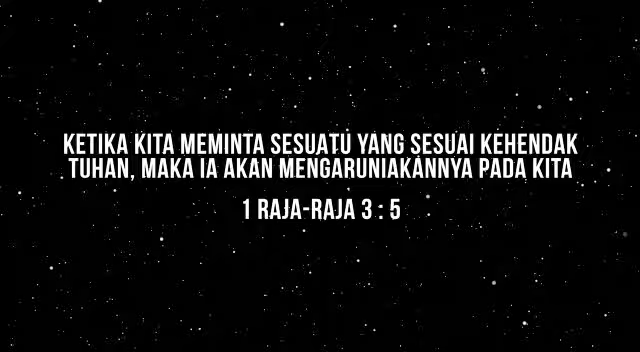 KETIKA KITA MEMINTA SESUATU YANG SESUAI KEHENDAK
TUHAN, MAKA IA AKAN MENGARUNIAKANNYA PADA KITA
1 RAJA-RAJA 3 : 5